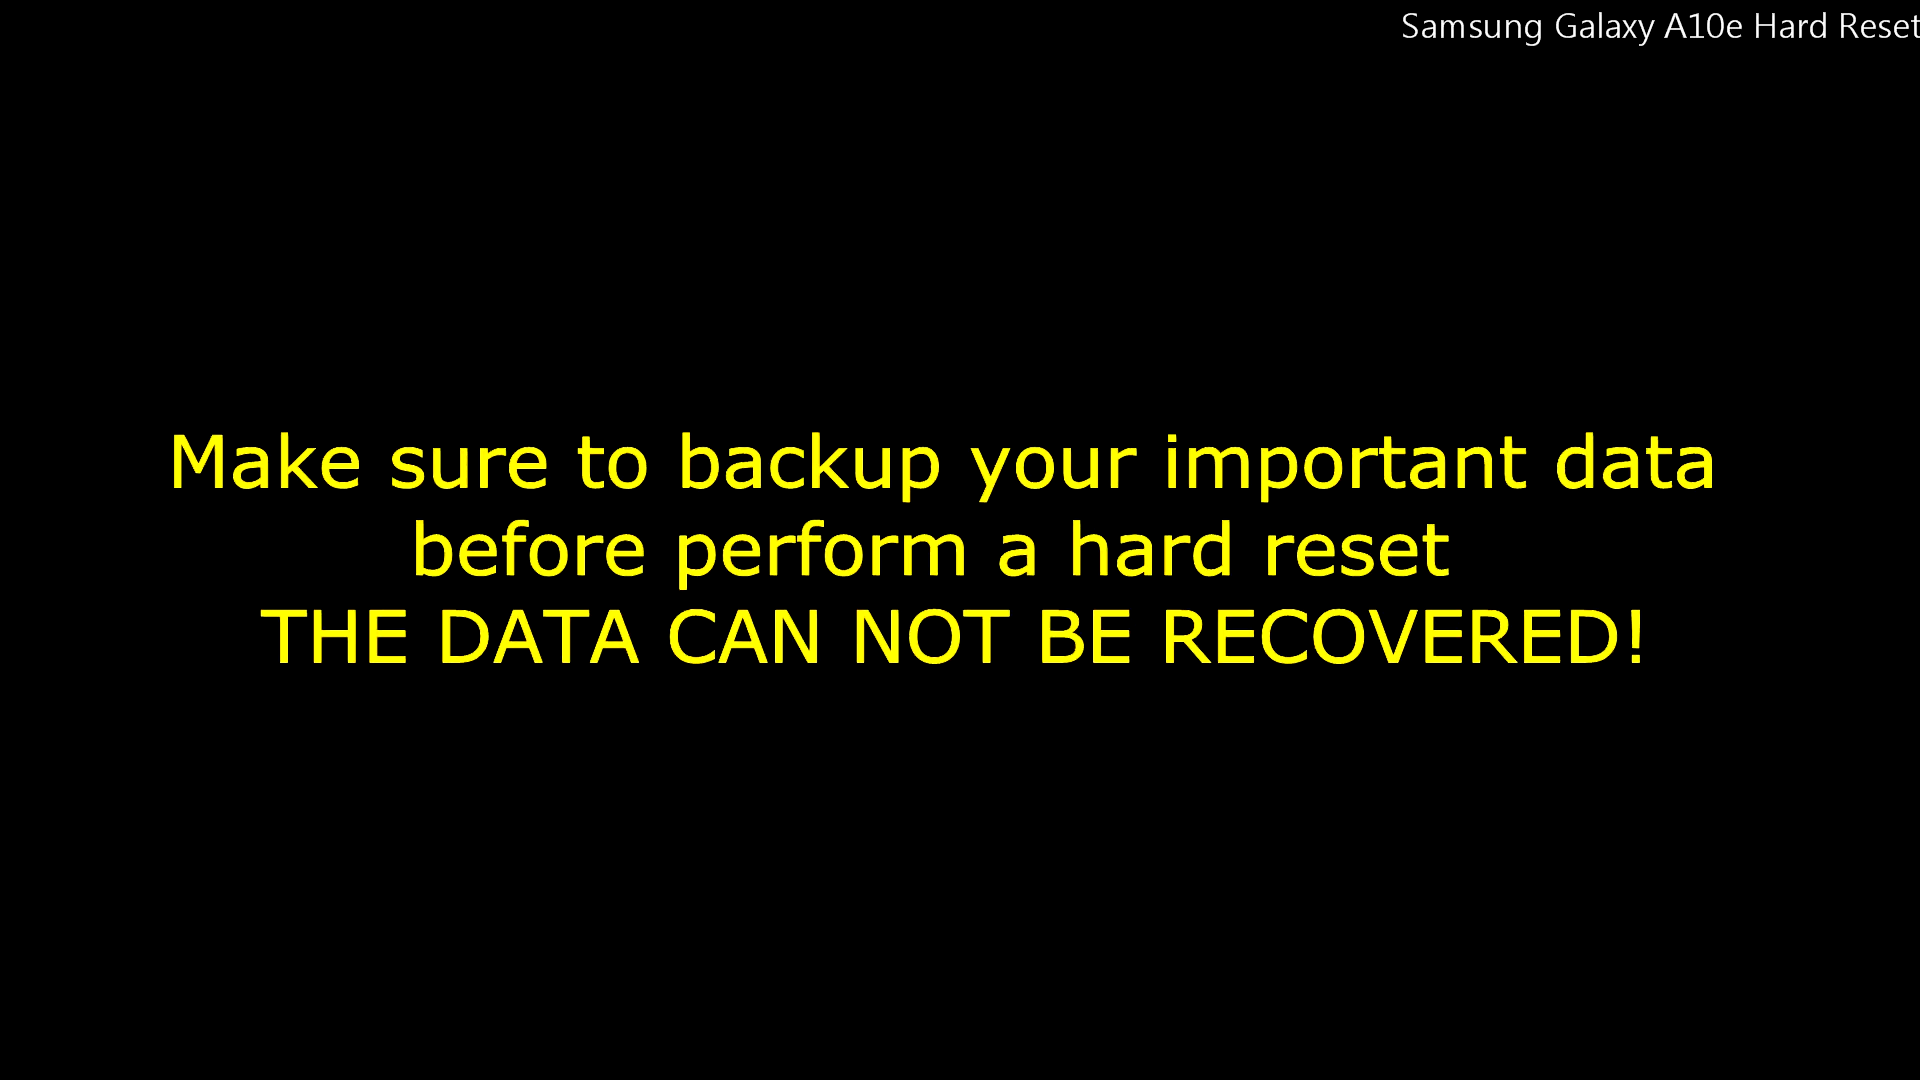 Samsung Galaxy A10e Hard Reset
Make sure to backup your important data
before perform a hard reset
THE DATA CAN NOT BE RECOVERED!